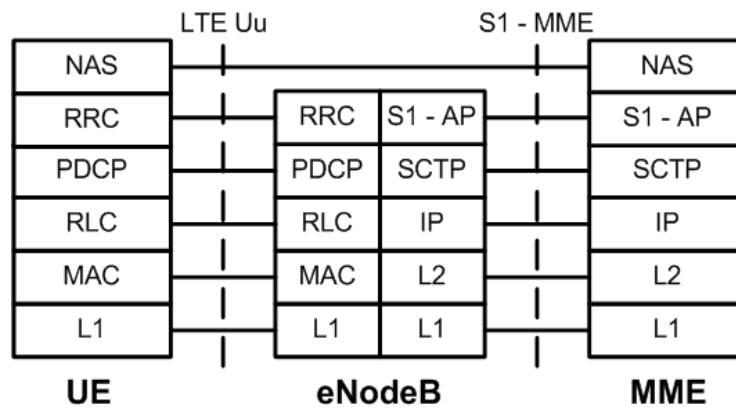 LTE Uu S1 - MME
NAS NAS
RRC RRC S1 - AP S1 - AP
PDCP PDCP SCTP SCTP
RLC RLC IP IP
MAC MAC L2 L2
L1 L1 L1 L1
UE eNodeB MME